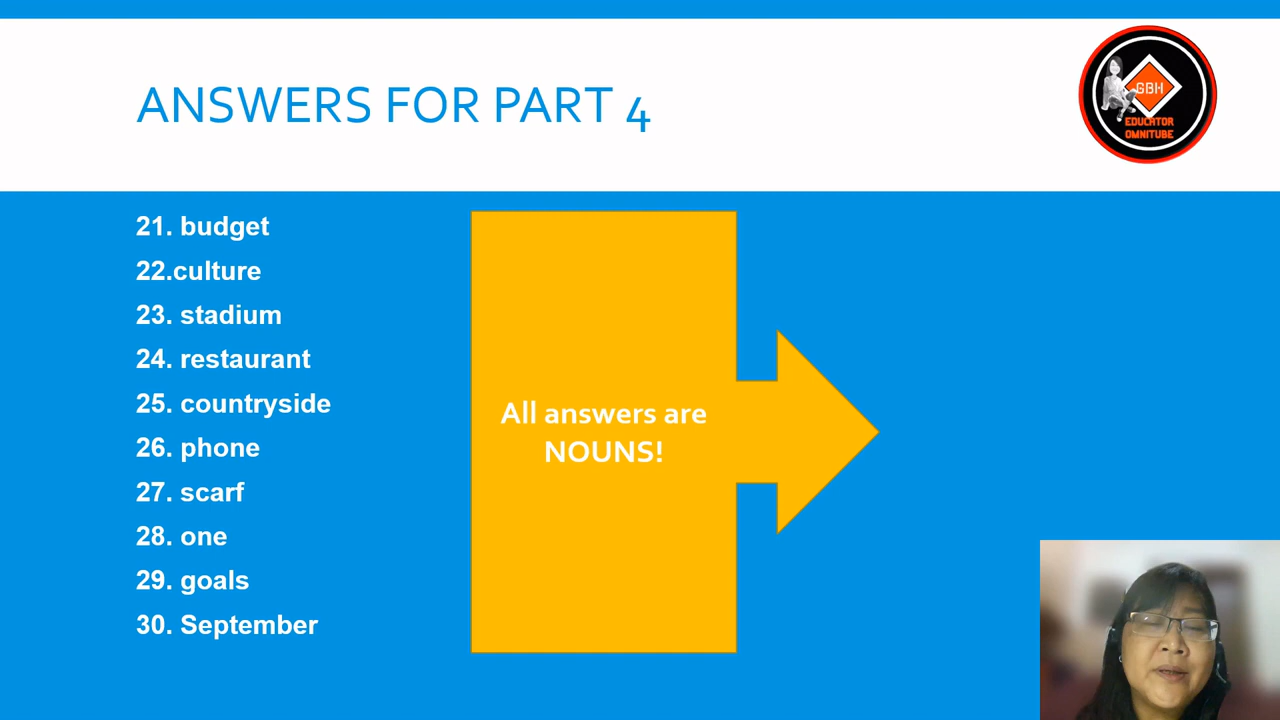 ANSWERS FOR PART 4
GBH
EDUCATOR
OMNITUBE
21. budget
22.culture
23. stadium
24. restaurant
25. countryside
26. phone
27. scarf
28. one
29. goals
30. September
All answers are
NOUNS!